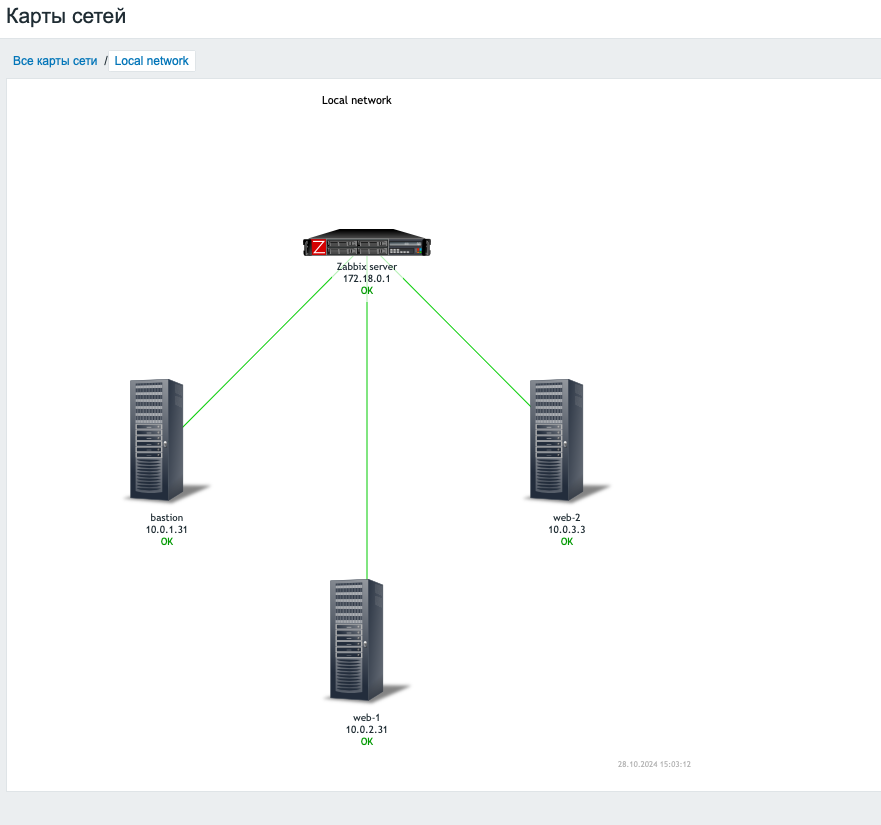 Карты сетей
Все карты сети / Local network
Local network
Z
Zabbix server
172.18.0.1
OK
bastion
10.0.1.31
OK
web-2
10.0.3.3
OK
web-1
10.0.2.31
OK
28.10.2024 15:03:12